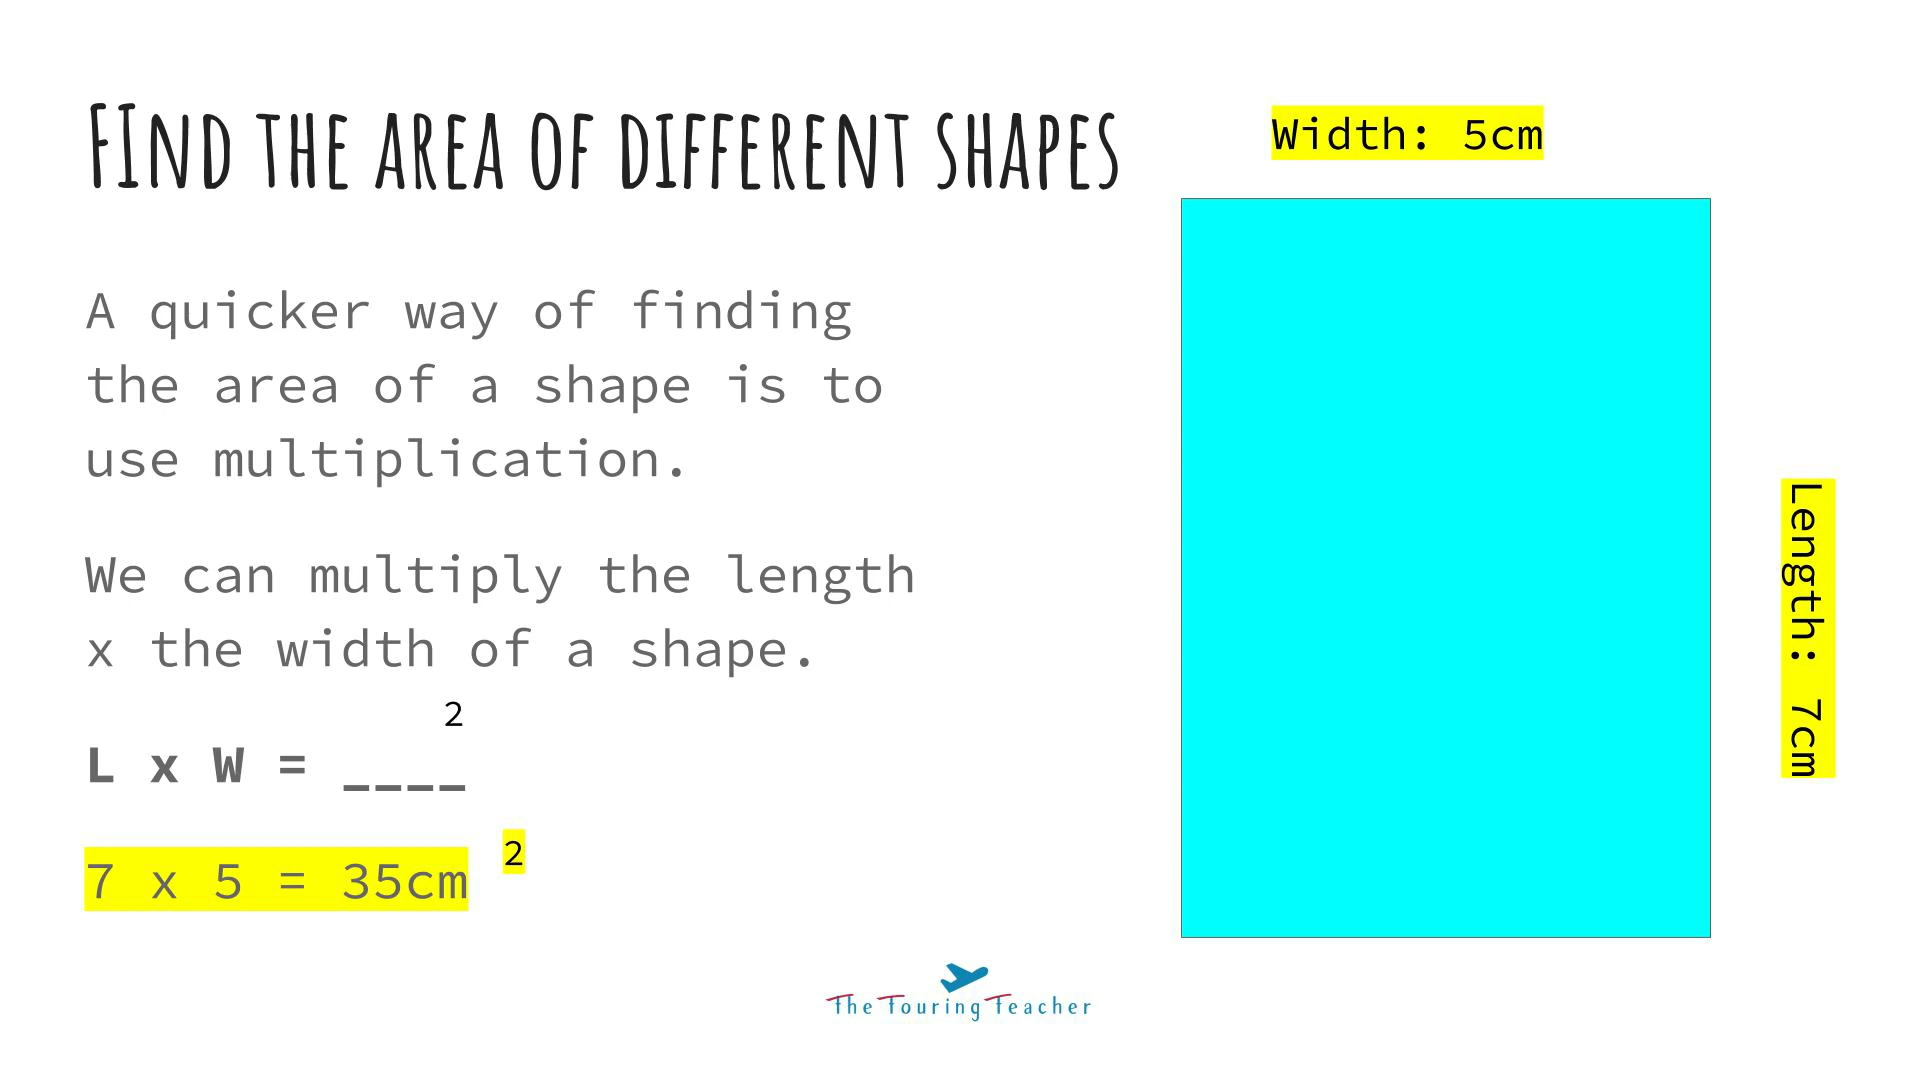 FInd the area of different shapes
Width: 5cm
A quicker way of finding
the area of a shape is to
use multiplication.
We can multiply the length
x the width of a shape.
2
L x W = ____
7 x 5 = 35cm 2
Length: 7cm
The Touring Teacher